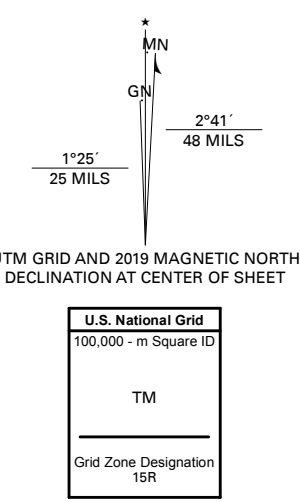 MN
GN
2°41´
48 MILS
1°25´
25 MILS
UTM GRID AND 2019 MAGNETIC NORTH
DECLINATION AT CENTER OF SHEET
U.S. National Grid
100,000 - m Square ID
TM
Grid Zone Designation
15R